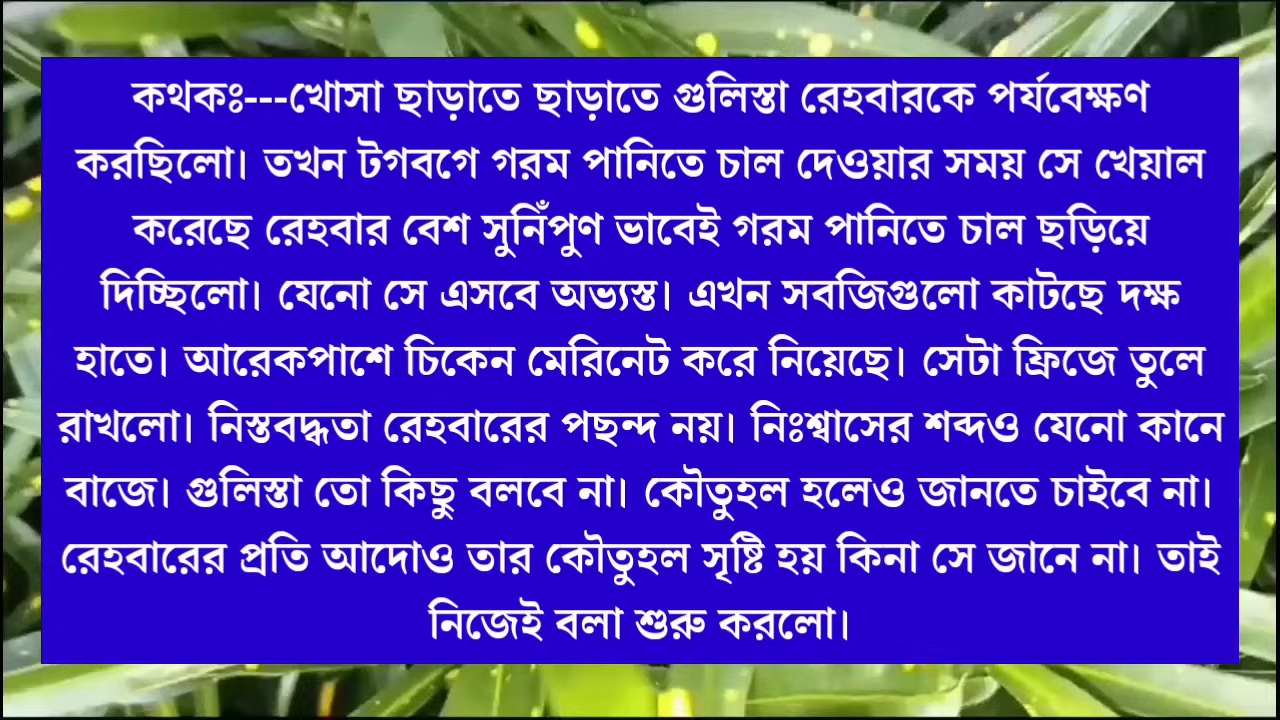 কথকঃ---খোসা ছাড়াতে ছাড়াতে গুলিস্তা রেহবারকে পর্যবেক্ষণ
করছিলো। তখন টগবগে গরম পানিতে চাল দেওয়ার সময় সে খেয়াল
করেছে রেহবার বেশ সুনিঁপুণ ভাবেই গরম পানিতে চাল ছড়িয়ে
দিচ্ছিলো। যেনো সে এসবে অভ্যস্ত। এখন সবজিগুলো কাটছে দক্ষ
হাতে। আরেকপাশে চিকেন মেরিনেট করে নিয়েছে। সেটা ফ্রিজে তুলে
রাখলো। নিস্তবদ্ধতা রেহবারের পছন্দ নয়। নিঃশ্বাসের শব্দও যেনো কানে
বাজে। গুলিস্তা তো কিছু বলবে না। কৌতুহল হলেও জানতে চাইবে না।
রেহবারের প্রতি আদোও তার কৌতুহল সৃষ্টি হয় কিনা সে জানে না। তাই
নিজেই বলা শুরু করলো।